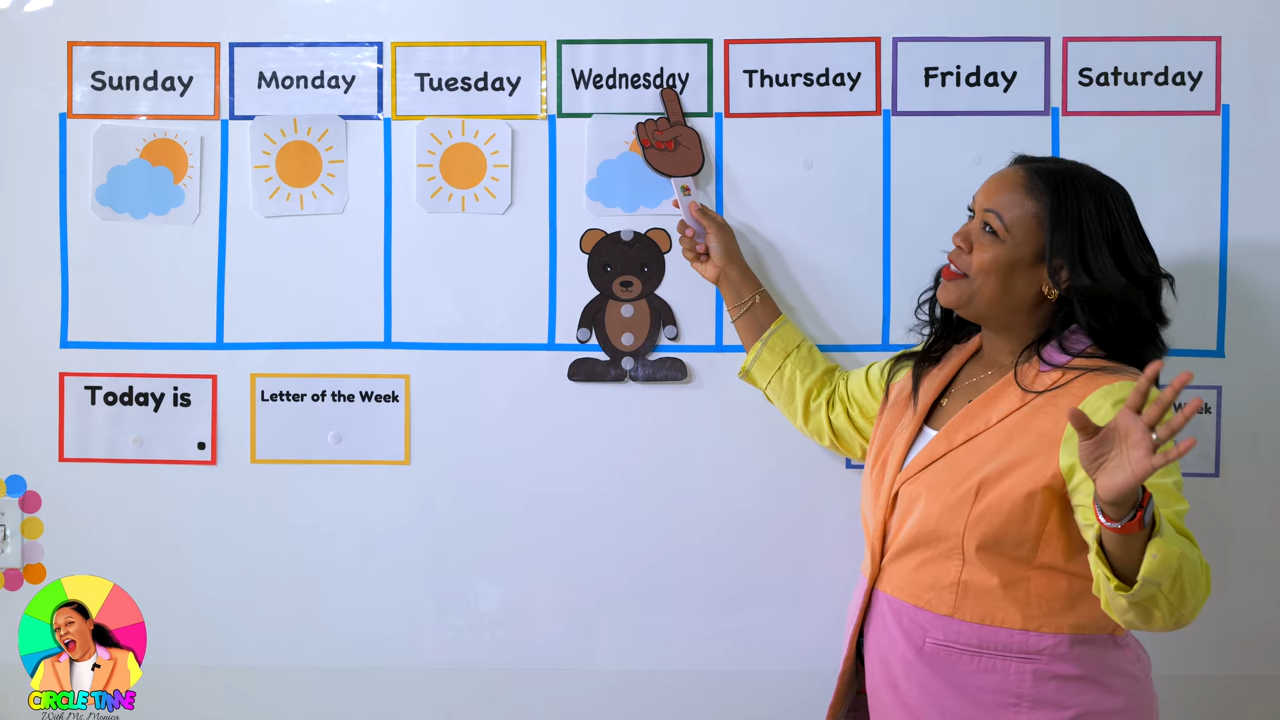 Sunday
Monday
Tuesday
Wednesday
Thursday
Friday
Saturday
Today is
Letter of the Week
Week
CIRCLE TIME
With Ms. Monica